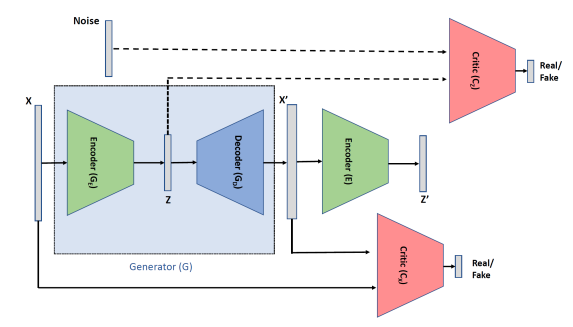 Noise
Critic (C_z)
Real/
Fake
X
Encoder (G_E)
Z
Decoder (G_D)
X'
Encoder (E)
Z'
Generator (G)
Critic (C_x)
Real/
Fake